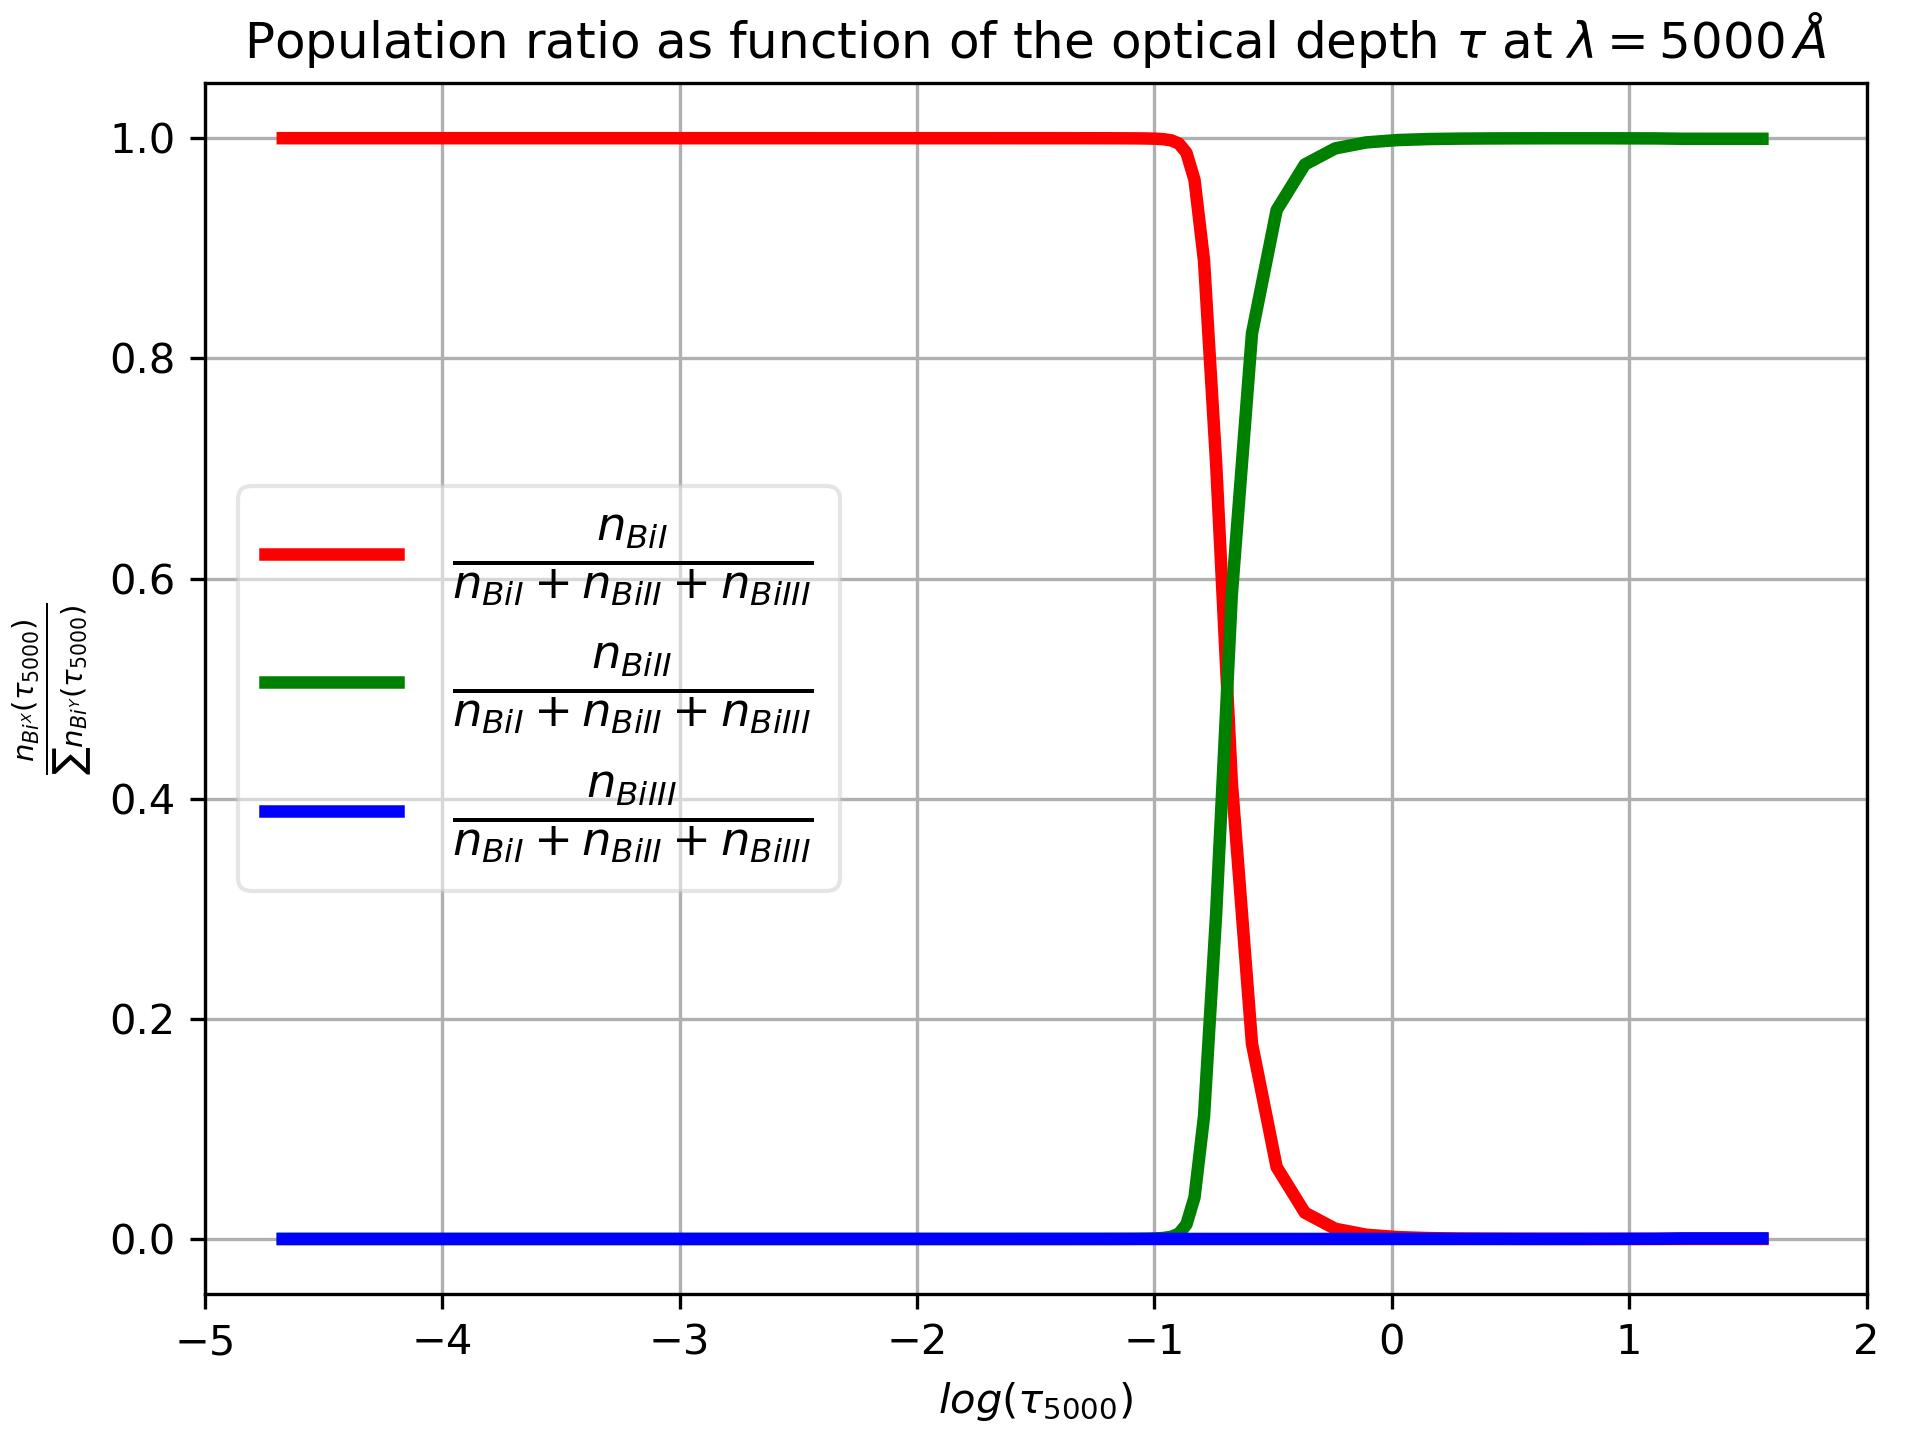 Population ratio as function of the optical depth τ at λ = 5000 Å
1.0
0.8
0.6
0.4
0.2
0.0
n_{BiX}(τ_{5000})
∑n_{BiY}(τ_{5000})
n_{BiI}
n_{BiI} + n_{BiII} + n_{BiIII}
n_{BiII}
n_{BiI} + n_{BiII} + n_{BiIII}
n_{BiIII}
n_{BiI} + n_{BiII} + n_{BiIII}
−5 −4 −3 −2 −1 0 1 2
log(τ_{5000})